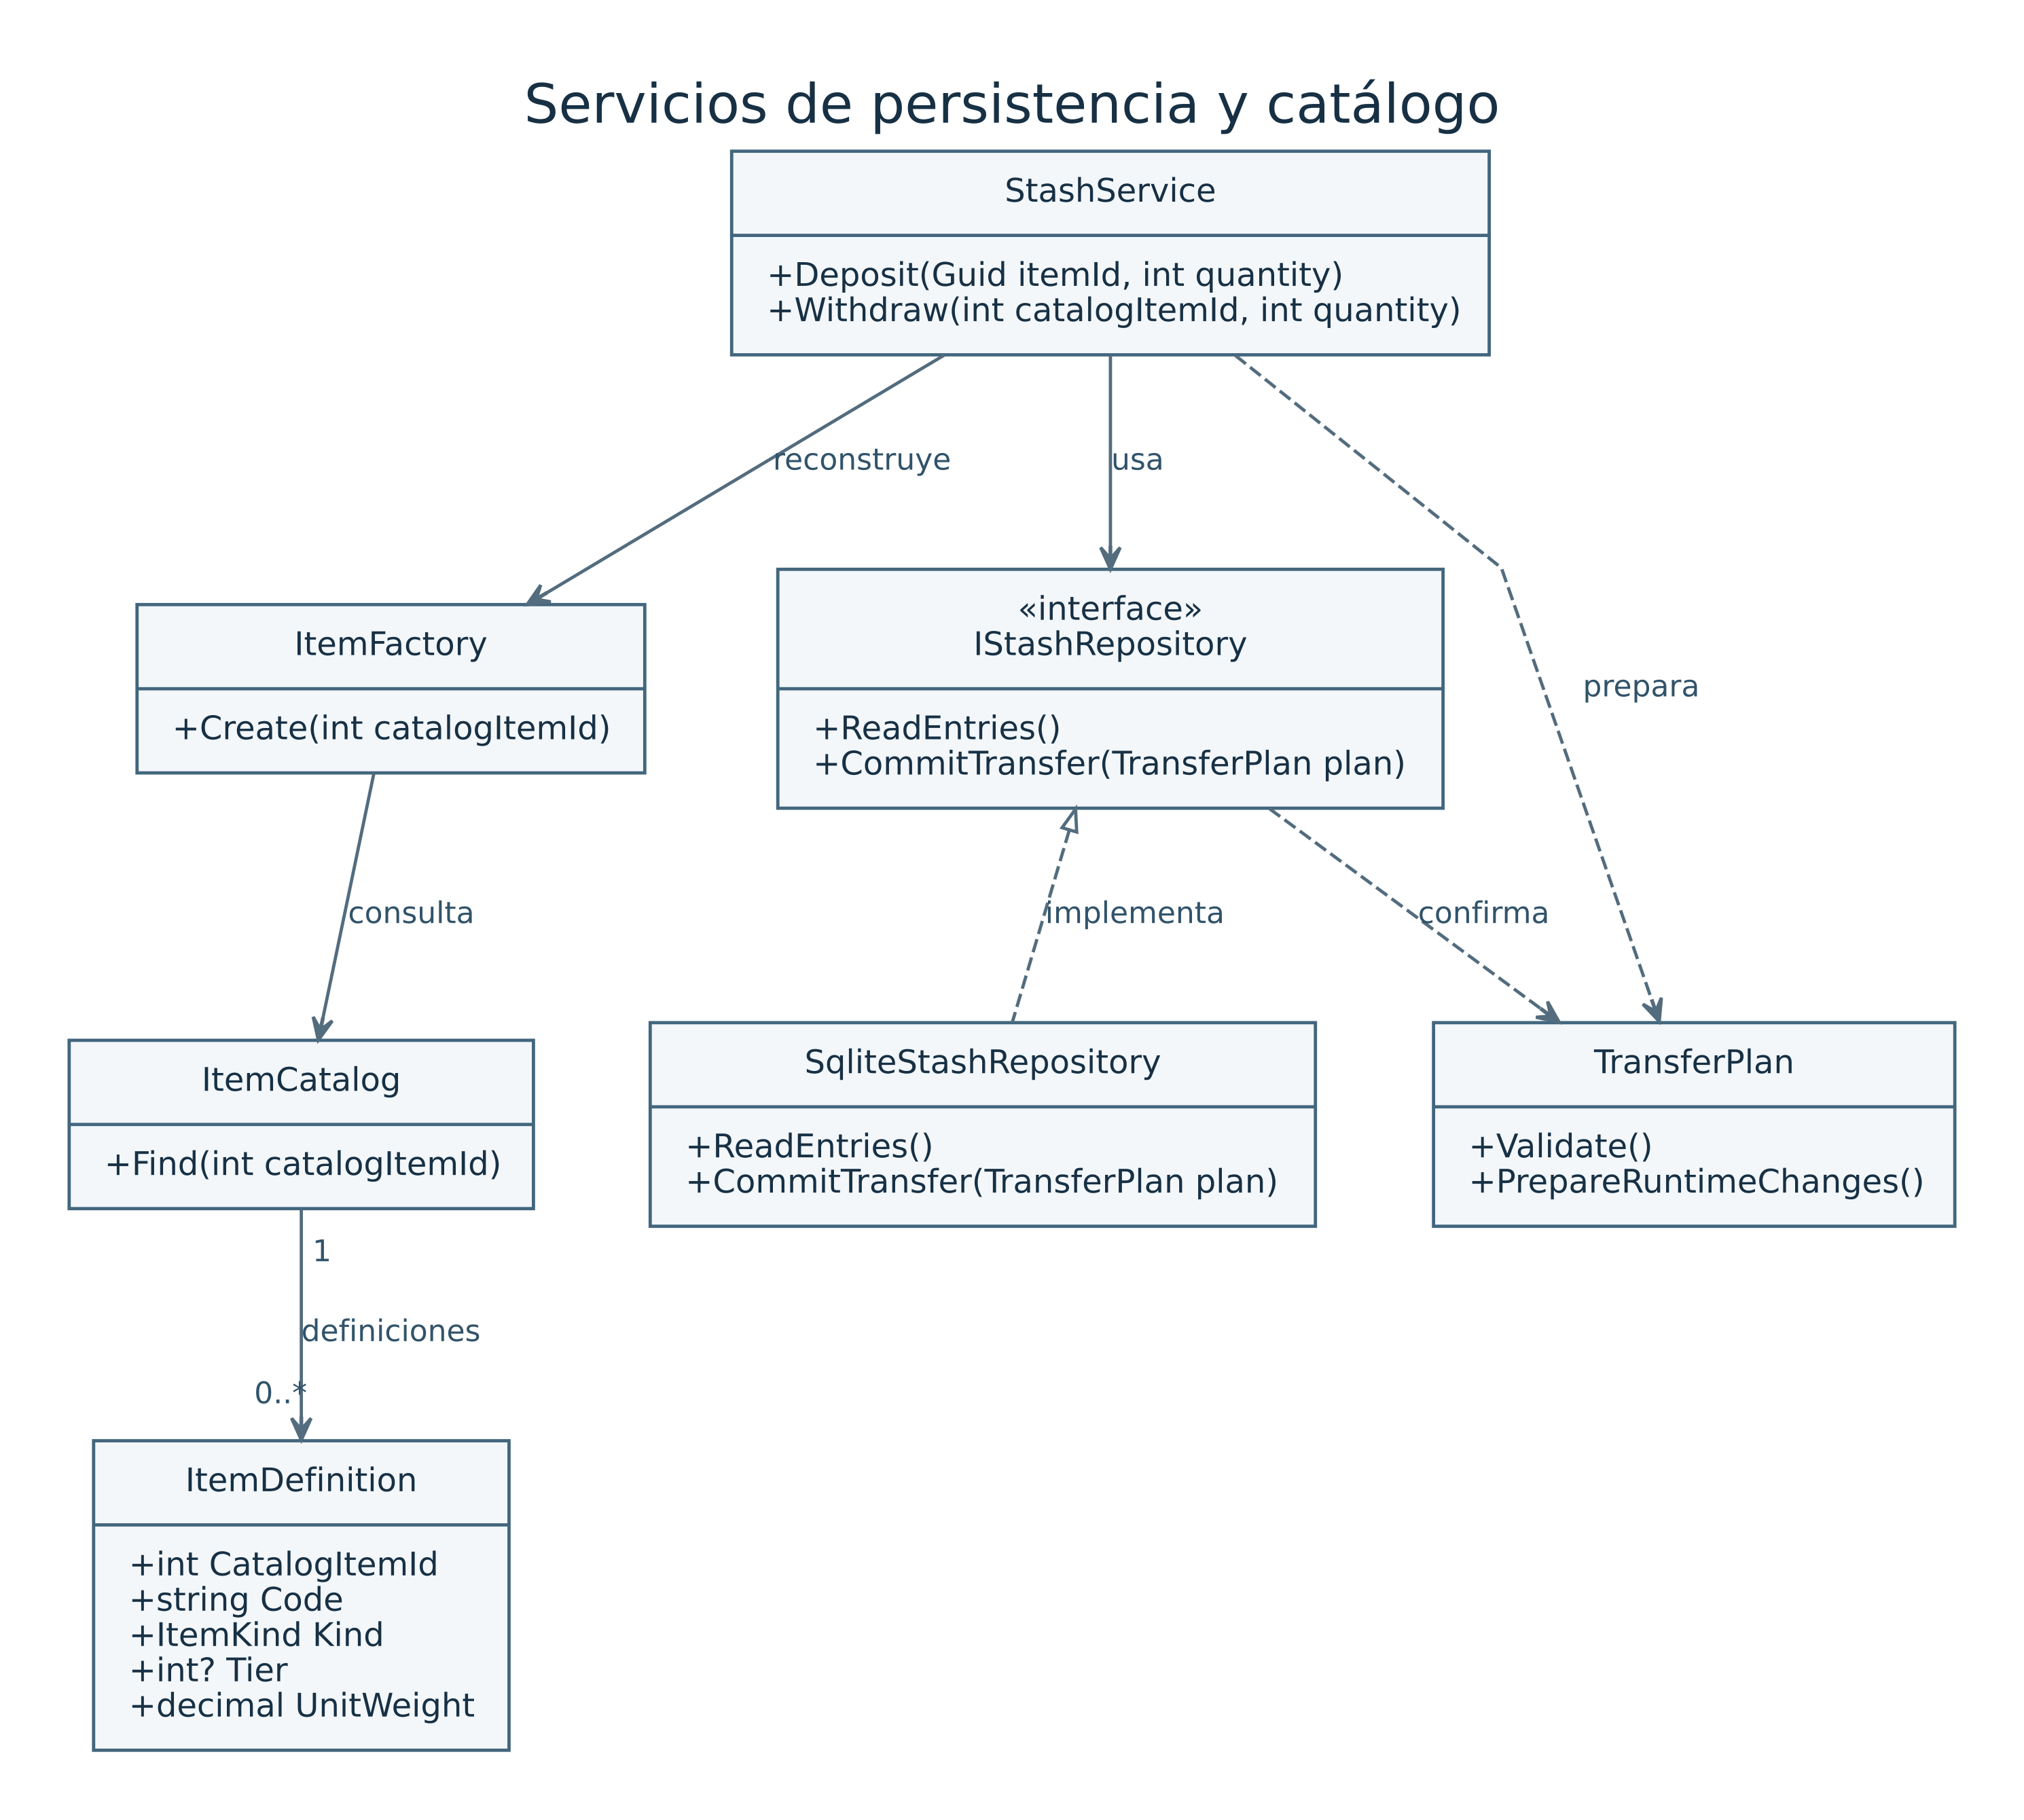 Servicios de persistencia y catálogo
StashService
+Deposit(Guid itemId, int quantity)
+Withdraw(int catalogItemId, int quantity)
reconstruye
usa
prepara
ItemFactory
+Create(int catalogItemId)
«interface»
IStashRepository
+ReadEntries()
+CommitTransfer(TransferPlan plan)
consulta
implementa
confirma
ItemCatalog
+Find(int catalogItemId)
SqliteStashRepository
+ReadEntries()
+CommitTransfer(TransferPlan plan)
TransferPlan
+Validate()
+PrepareRuntimeChanges()
1
definiciones
0..*
ItemDefinition
+int CatalogItemId
+string Code
+ItemKind Kind
+int? Tier
+decimal UnitWeight